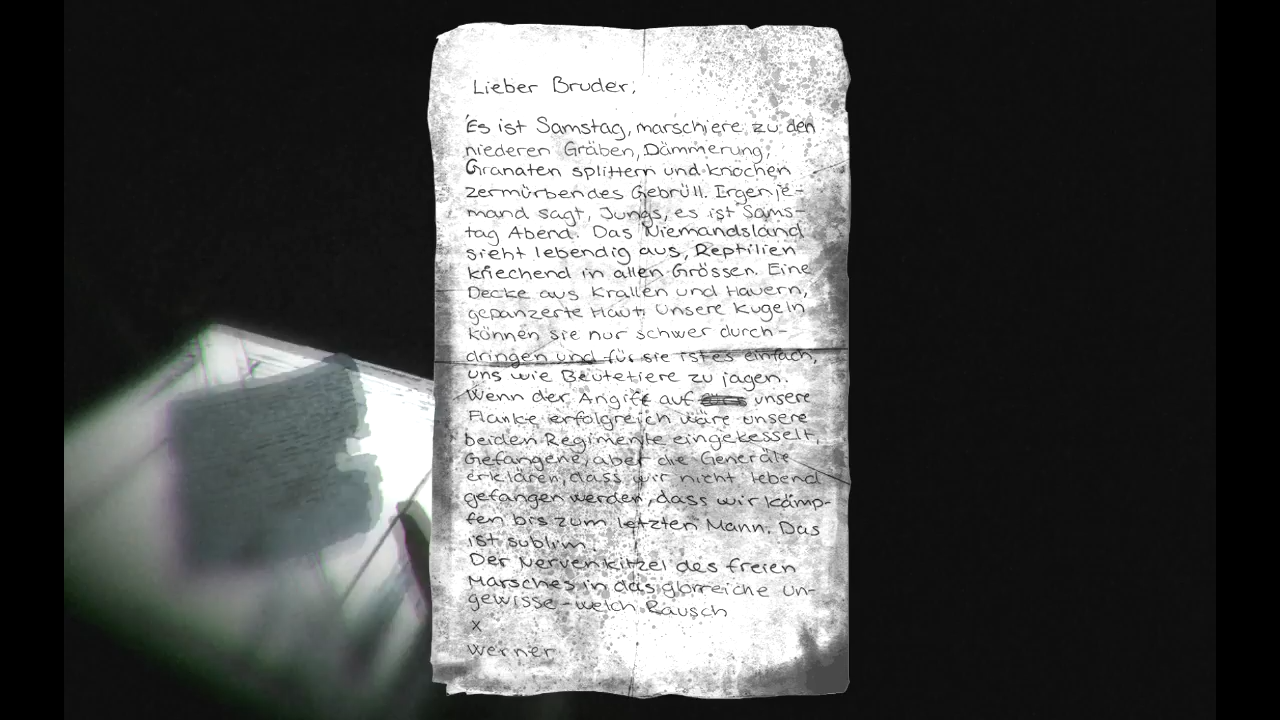 Lieber Bruder,
Es ist Samstag, marschiere zu den
niederen Gräben, Dämmerung,
Granaten splittern und knochen
zermürbendes Gebrüll. Irgenje-
mand sagt, Jungs, es ist Sams-
tag Abend. Das Niemandsland
sieht lebendig aus, Reptilien
kriechend in allen Grössen. Eine
Decke aus Krallen und Hauern,
gepanzerte Haut. Unsere Kugeln
können sie nur schwer durch-
dringen und für sie ist es einfach,
uns wie Beutetiere zu jagen.
Wenn der Angiff auf unsere
Flanke erfolgreich wäre unsere
beiden Regimente eingekesselt,
Gefangene, aber die Generäle
erklären, dass wir nicht lebend
gefangen werden, dass wir kämp-
fen bis zum letzten Mann. Das
ist sublim.
Der Nervenkitzel des freien
Marsches in das glorreiche Un-
gewisse - welch Rausch
x
Werner